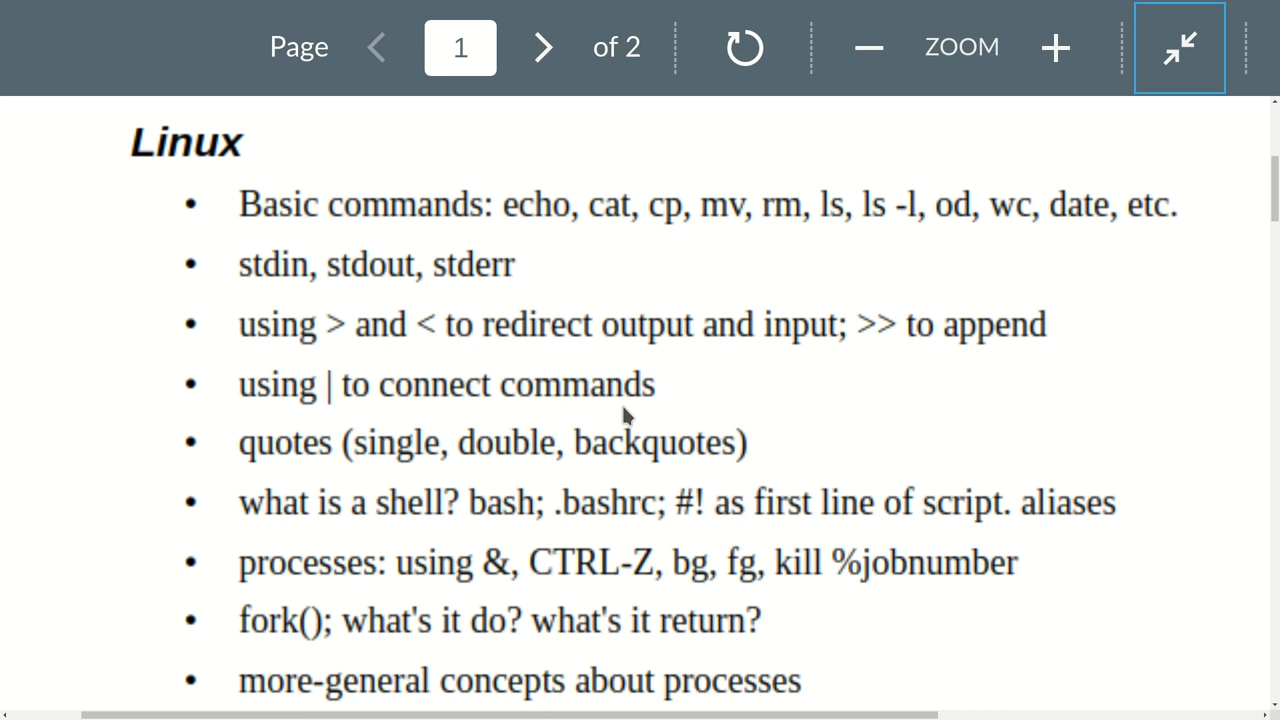 Page 1 of 2 ZOOM
Linux
• Basic commands: echo, cat, cp, mv, rm, ls, ls -l, od, wc, date, etc.
• stdin, stdout, stderr
• using > and < to redirect output and input; >> to append
• using | to connect commands
• quotes (single, double, backquotes)
• what is a shell? bash; .bashrc; #! as first line of script. aliases
• processes: using &, CTRL-Z, bg, fg, kill %jobnumber
• fork(); what's it do? what's it return?
• more-general concepts about processes